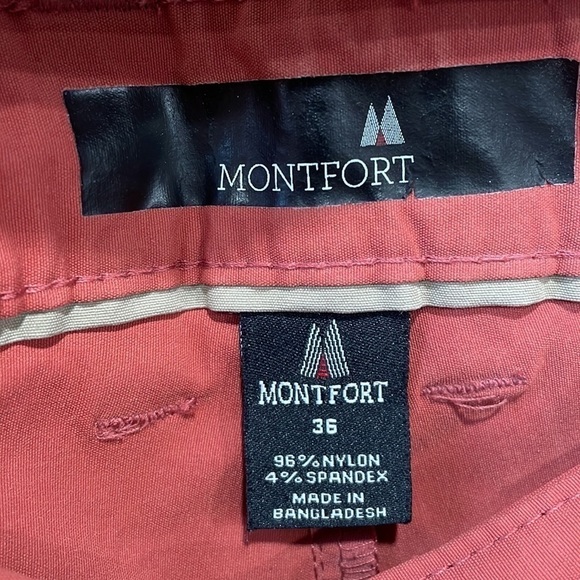 MONTFORT
MONTFORT
36
96% NYLON
4% SPANDEX
MADE IN
BANGLADESH